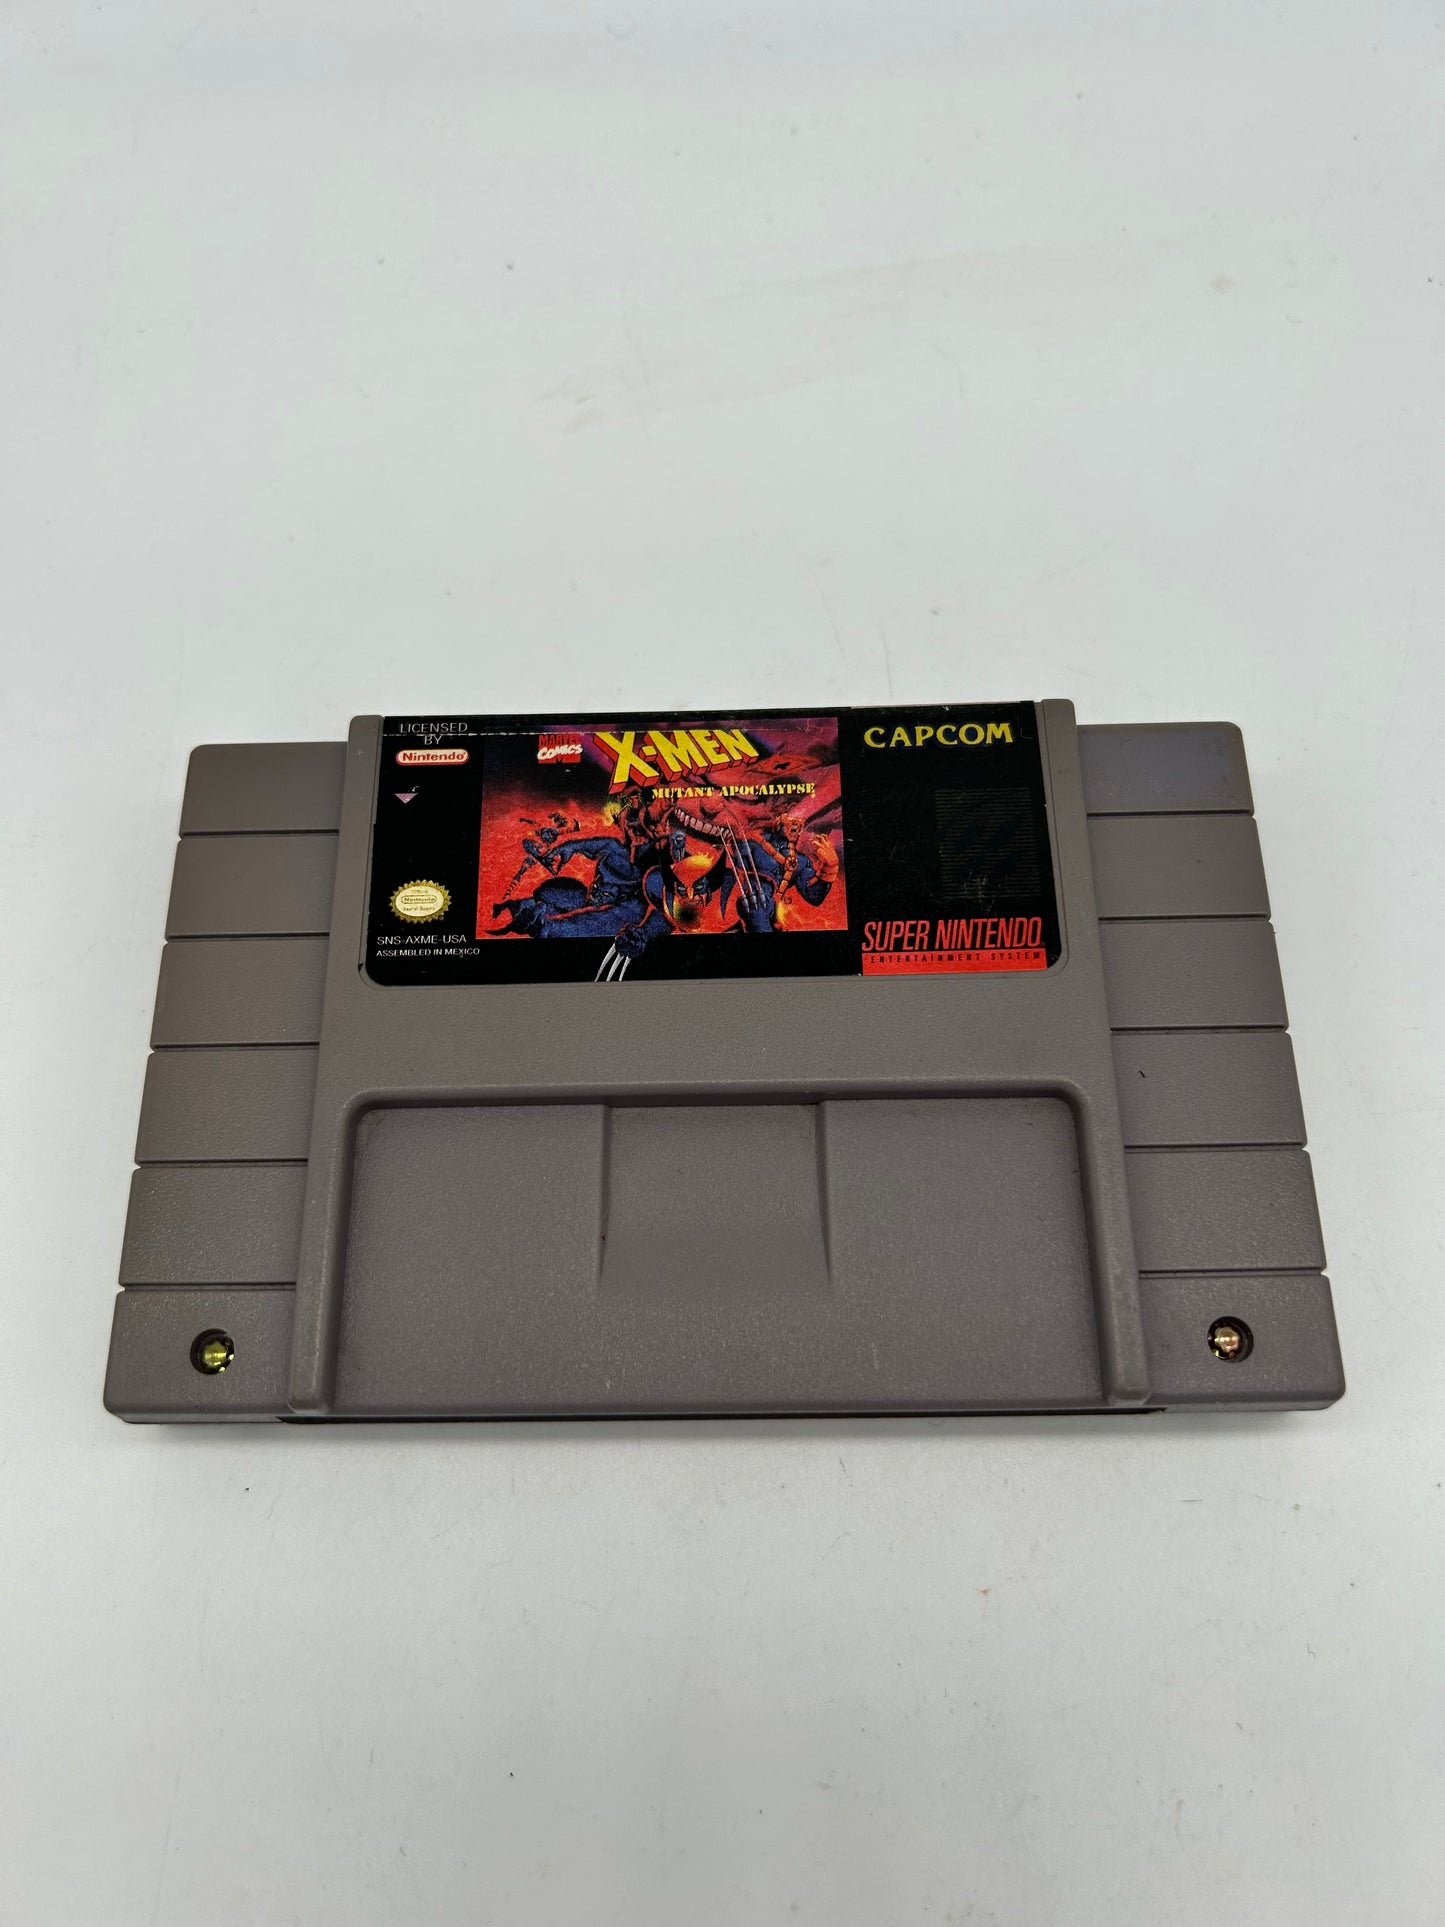 LICENSED
BY
Nintendo
MARVEL
COMICS
X-MEN
MUTANT APOCALYPSE
CAPCOM
SNS-AXME-USA
ASSEMBLED IN MEXICO
SUPER NINTENDO
ENTERTAINMENT SYSTEM